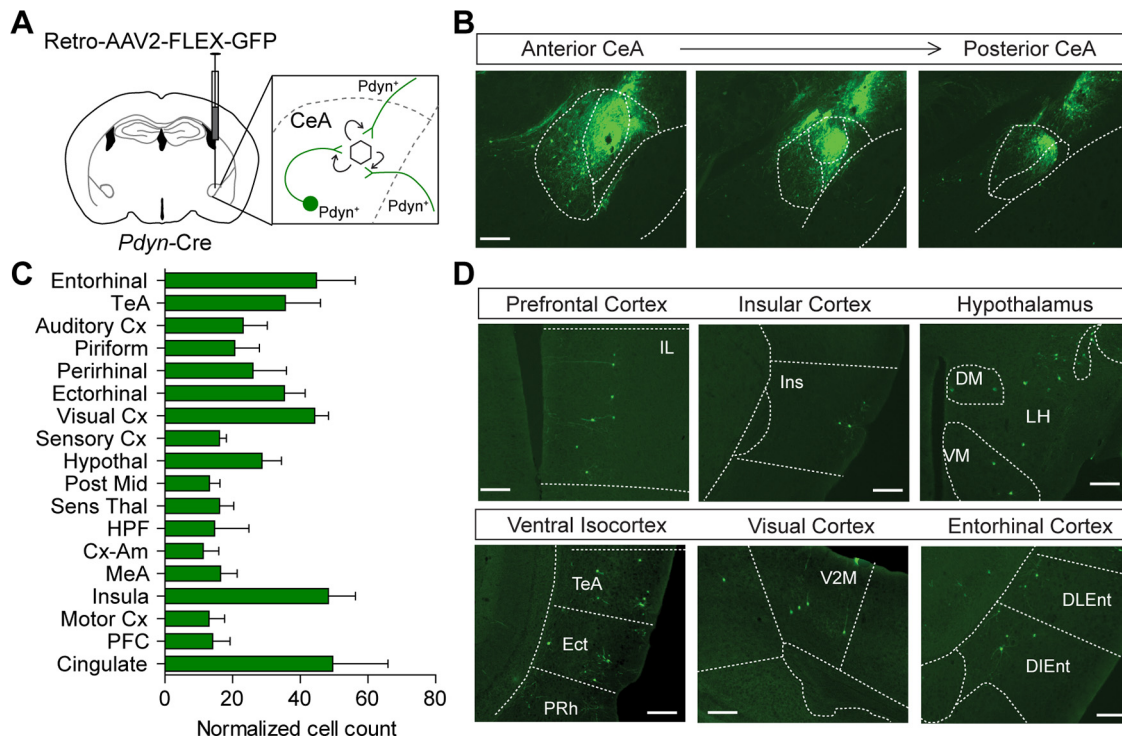 A
Retro-AAV2-FLEX-GFP
Pdyn⁺
CeA
Pdyn⁺
Pdyn⁺
Pdyn-Cre
B
Anterior CeA
Posterior CeA
C
Entorhinal
TeA
Auditory Cx
Piriform
Perirhinal
Ectorhinal
Visual Cx
Sensory Cx
Hypothal
Post Mid
Sens Thal
HPF
Cx-Am
MeA
Insula
Motor Cx
PFC
Cingulate
0 20 40 60 80
Normalized cell count
D
Prefrontal Cortex
Insular Cortex
Hypothalamus
IL
Ins
DM
LH
VM
Ventral Isocortex
Visual Cortex
Entorhinal Cortex
TeA
Ect
PRh
V2M
DLEnt
DIEnt